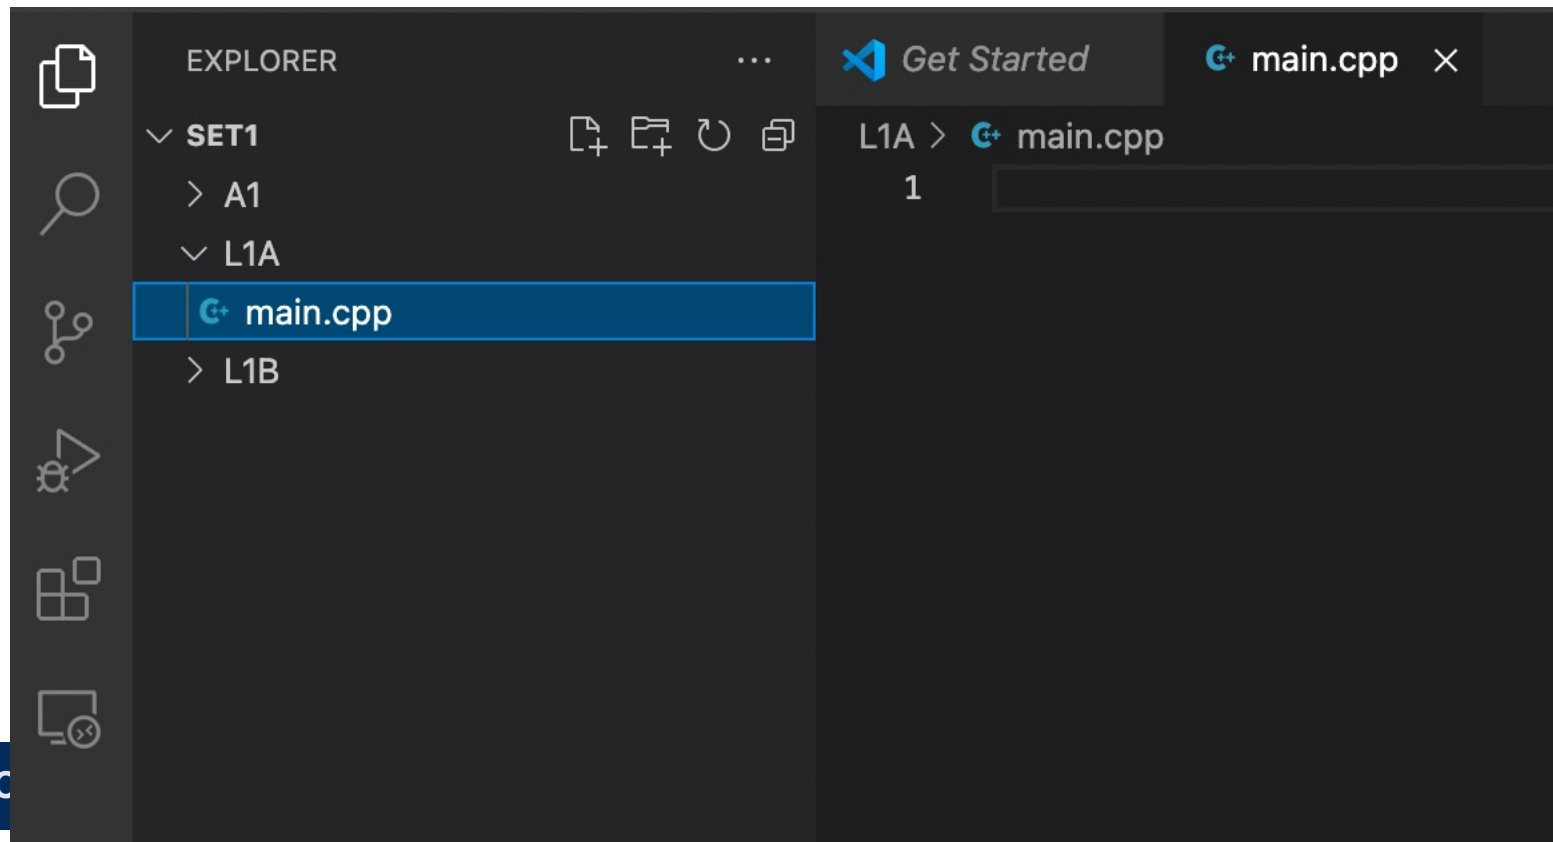 EXPLORER
SET1
A1
L1A
main.cpp
L1B
Get Started
main.cpp
L1A > main.cpp
1